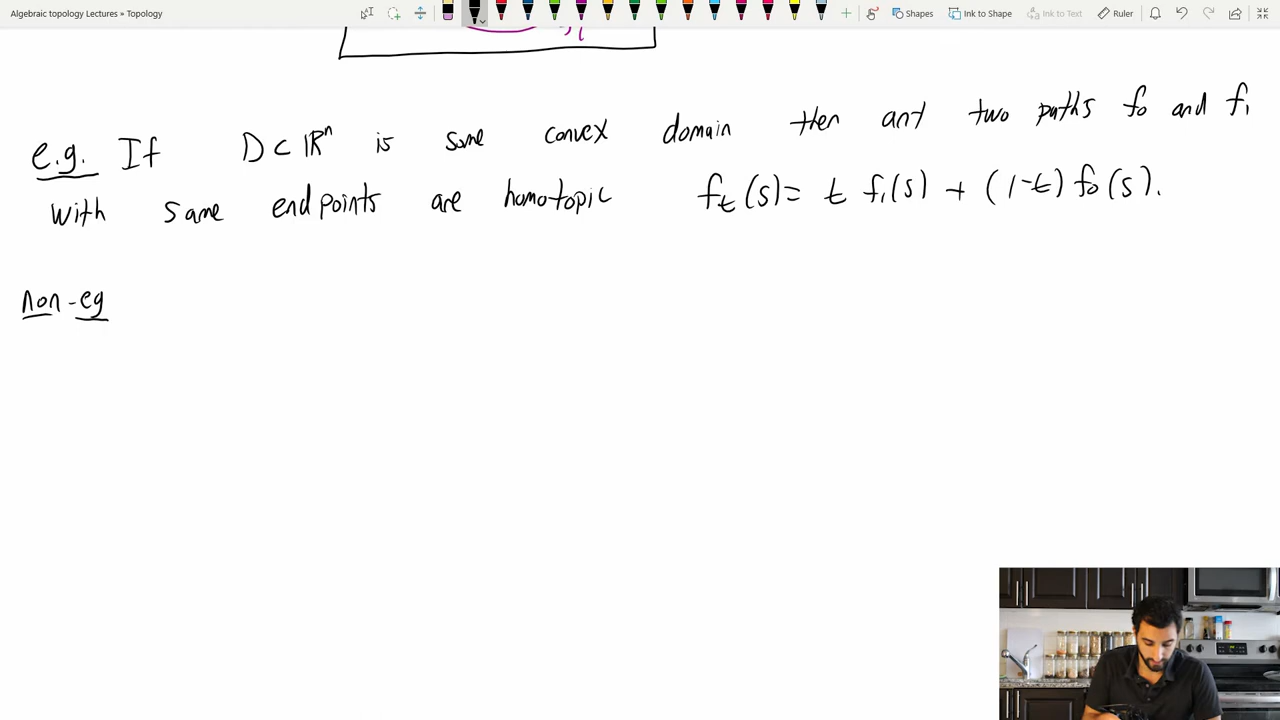 Algebraic topology Lectures » Topology
Shapes Ink to Shape Ink to Text Ruler
e.g. If D ⊂ ℝⁿ is some convex domain then ant two paths f₀ and f₁
with same endpoints are homotopic fₜ(s) = t f₁(s) + (1-t) f₀(s).
non-eg